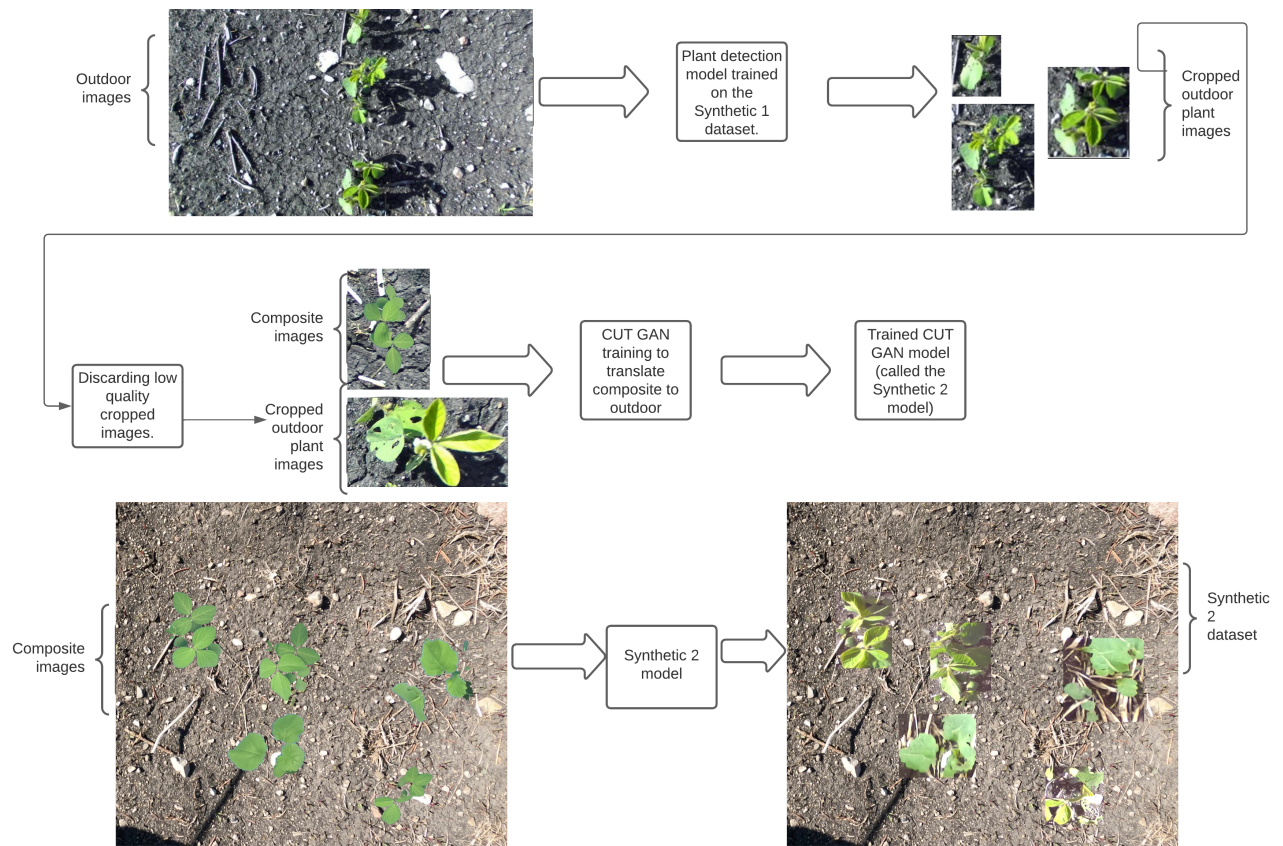 Outdoor
images
Plant detection
model trained
on the
Synthetic 1
dataset.
Cropped
outdoor
plant
images
Composite
images
Discarding low
quality
cropped
images.
Cropped
outdoor
plant
images
CUT GAN
training to
translate
composite to
outdoor
Trained CUT
GAN model
(called the
Synthetic 2
model)
Composite
images
Synthetic 2
model
Synthetic
2
dataset